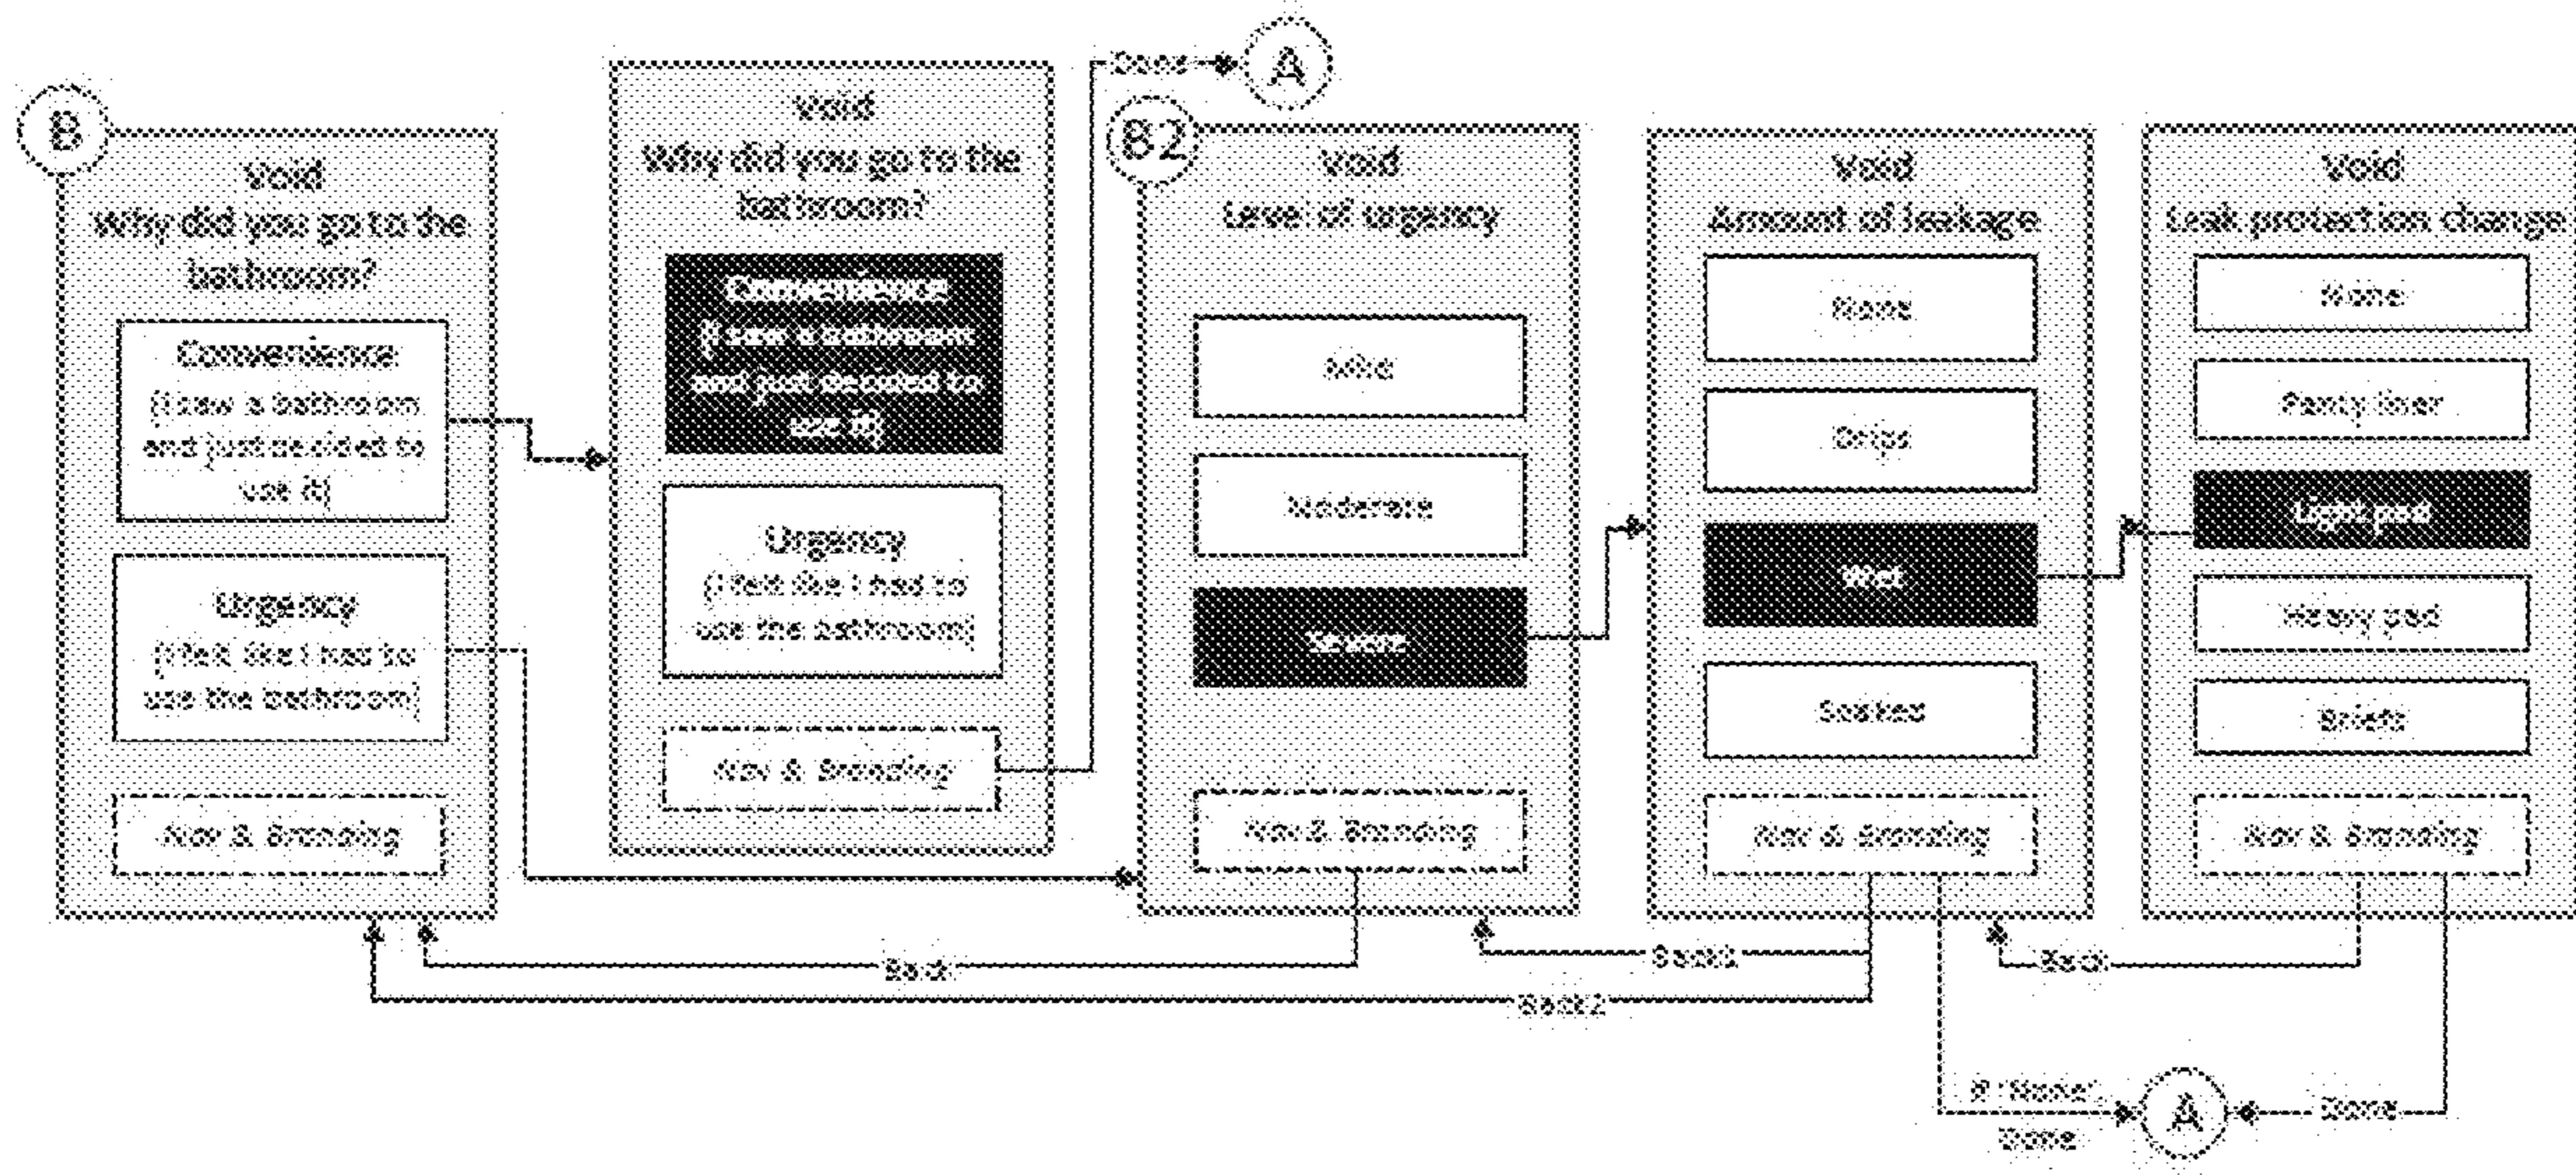 B
Void
Why did you go to the
bathroom?
Convenience
(I saw a bathroom
and just decided to
use it)
Urgency
(I felt like I had to
use the bathroom)
Nav & Branding
Void
Why did you go to the
bathroom?
Convenience
(I saw a bathroom
and just decided to
use it)
Urgency
(I felt like I had to
use the bathroom)
Nav & Branding
Done
A
B2
Void
Level of urgency
Mild
Moderate
Severe
Nav & Branding
Void
Amount of leakage
None
Drips
Wet
Soaked
Nav & Branding
Void
Leak protection change
None
Panty liner
Light pad
Heavy pad
Briefs
Nav & Branding
Back
Back1
Back2
Back
If 'None',
Done
A
Done